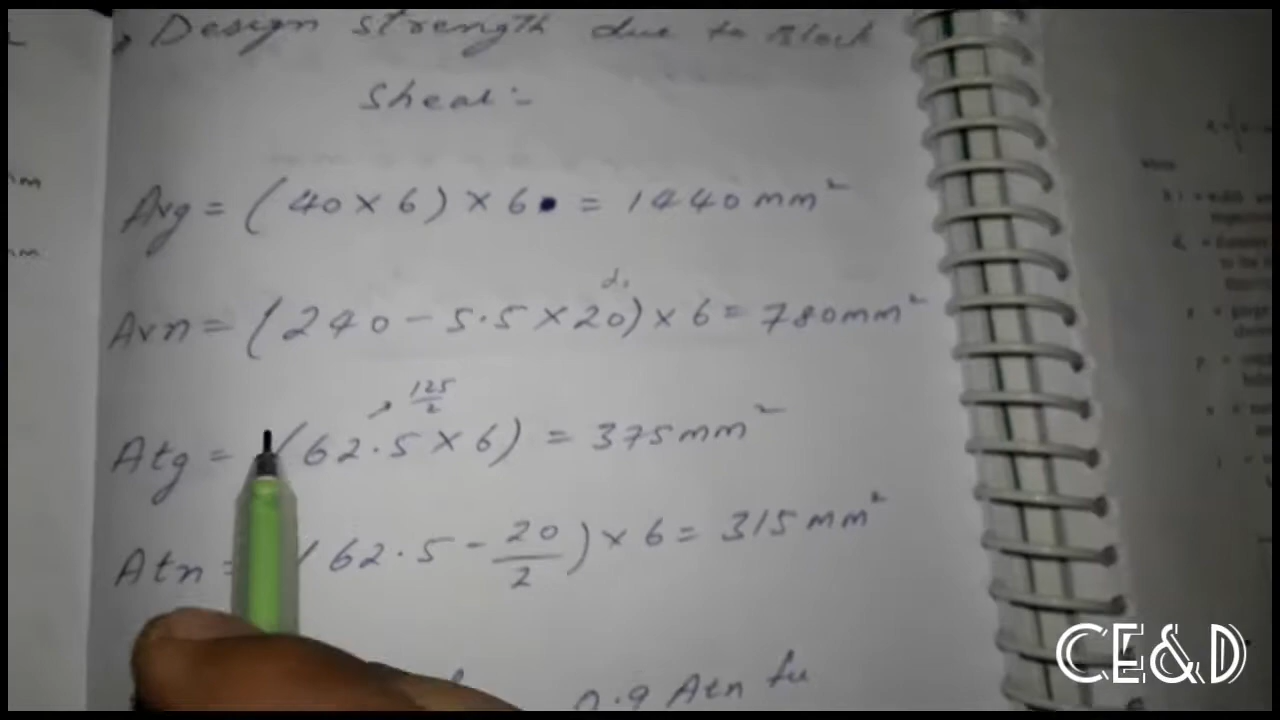 Design strength due to Block
Shear:-
Avg = (40 × 6) × 6 = 1440 mm²
d₀
Avn = (240 - 5.5 × 20) × 6 = 780 mm²
125/2
Atg = (62.5 × 6) = 375 mm²
Atn = (62.5 - 20/2) × 6 = 315 mm²
0.9 Atn fu
CE&D